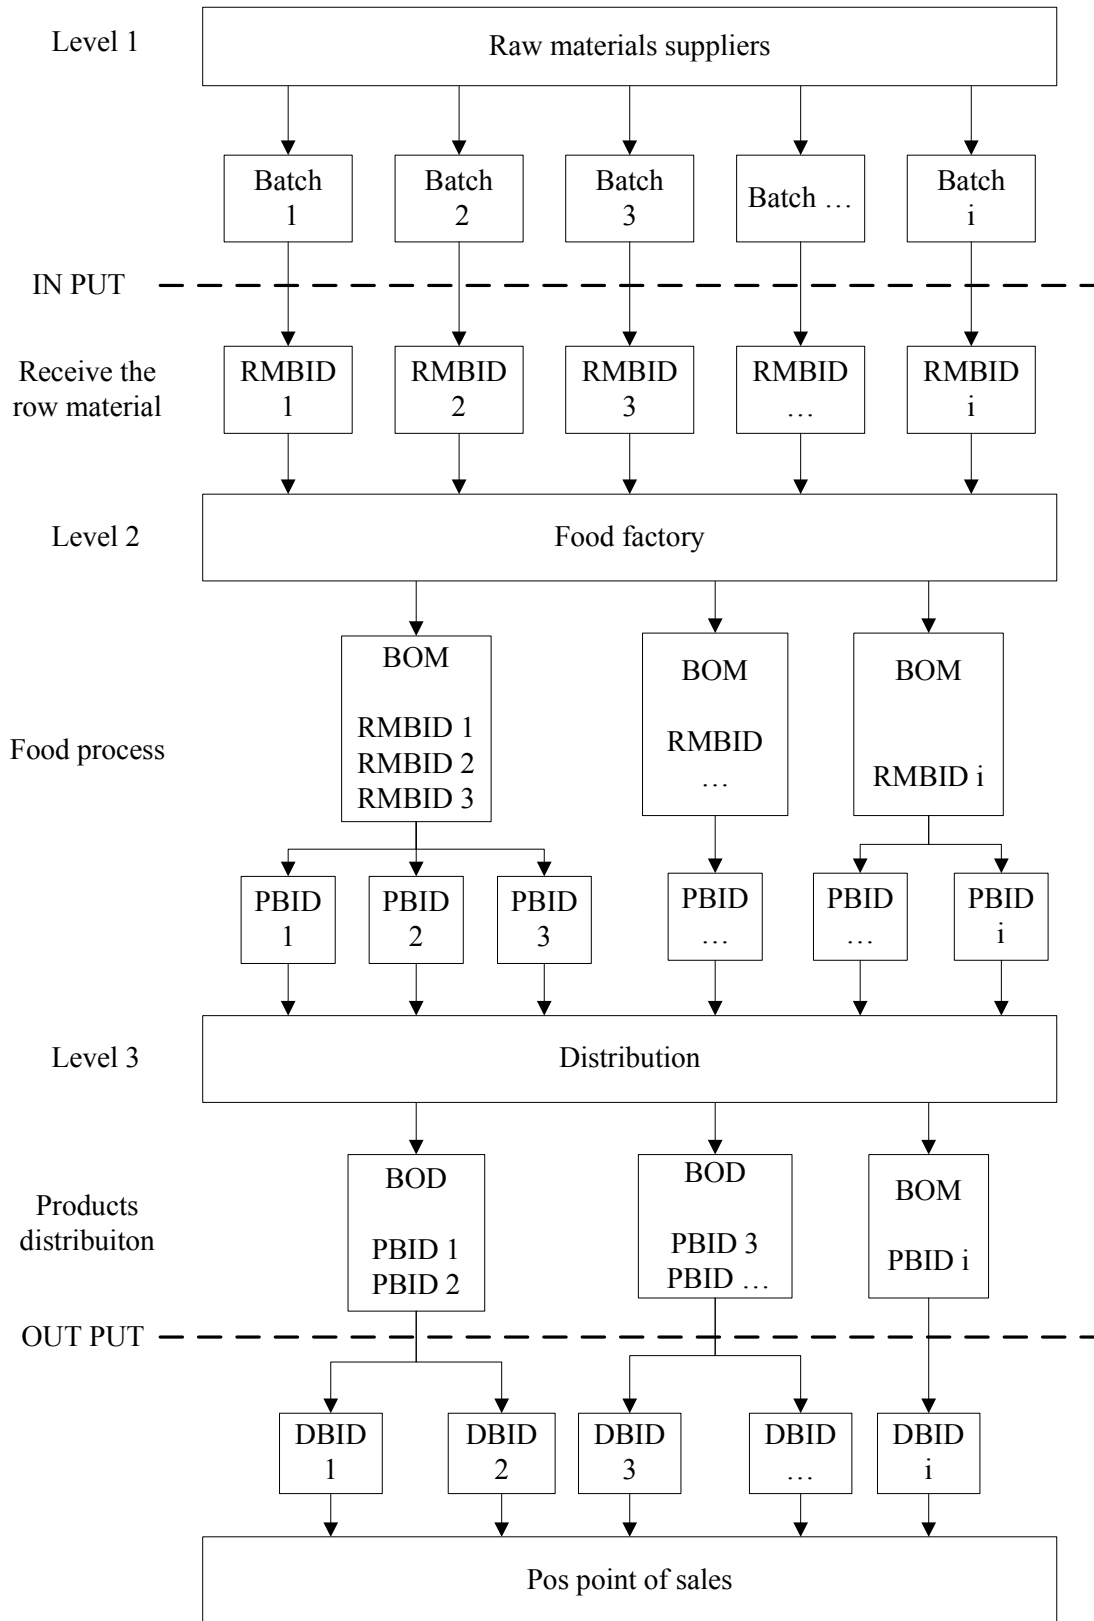 Level 1
Raw materials suppliers
Batch
1
Batch
2
Batch
3
Batch …
Batch
i
IN PUT
Receive the
row material
RMBID
1
RMBID
2
RMBID
3
RMBID
…
RMBID
i
Level 2
Food factory
Food process
BOM
RMBID 1
RMBID 2
RMBID 3
BOM
RMBID
…
BOM
RMBID i
PBID
1
PBID
2
PBID
3
PBID
…
PBID
…
PBID
i
Level 3
Distribution
Products
distribuiton
BOD
PBID 1
PBID 2
BOD
PBID 3
PBID …
BOM
PBID i
OUT PUT
DBID
1
DBID
2
DBID
3
DBID
…
DBID
i
Pos point of sales